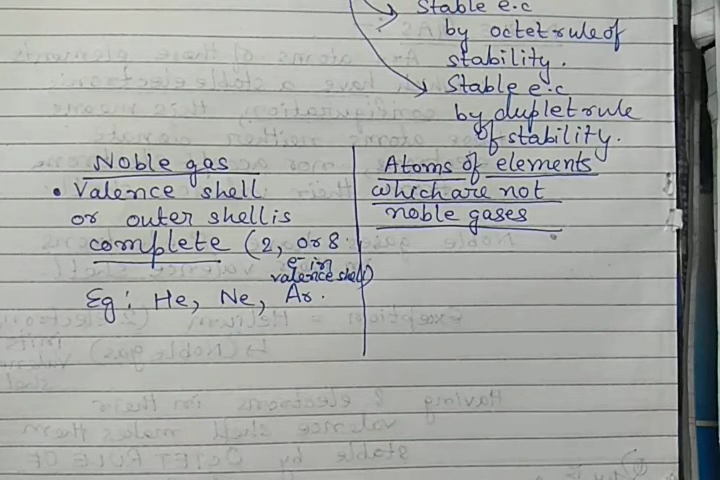 Stable e.c
by octet rule of
stability.
Stable e.c
by duplet rule
of stability.
Noble gas
• Valence shell
or outer shell is
complete (2, or 8
e- in
valence shell)
Eg: He, Ne, Ar.
Atoms of elements
which are not
noble gases